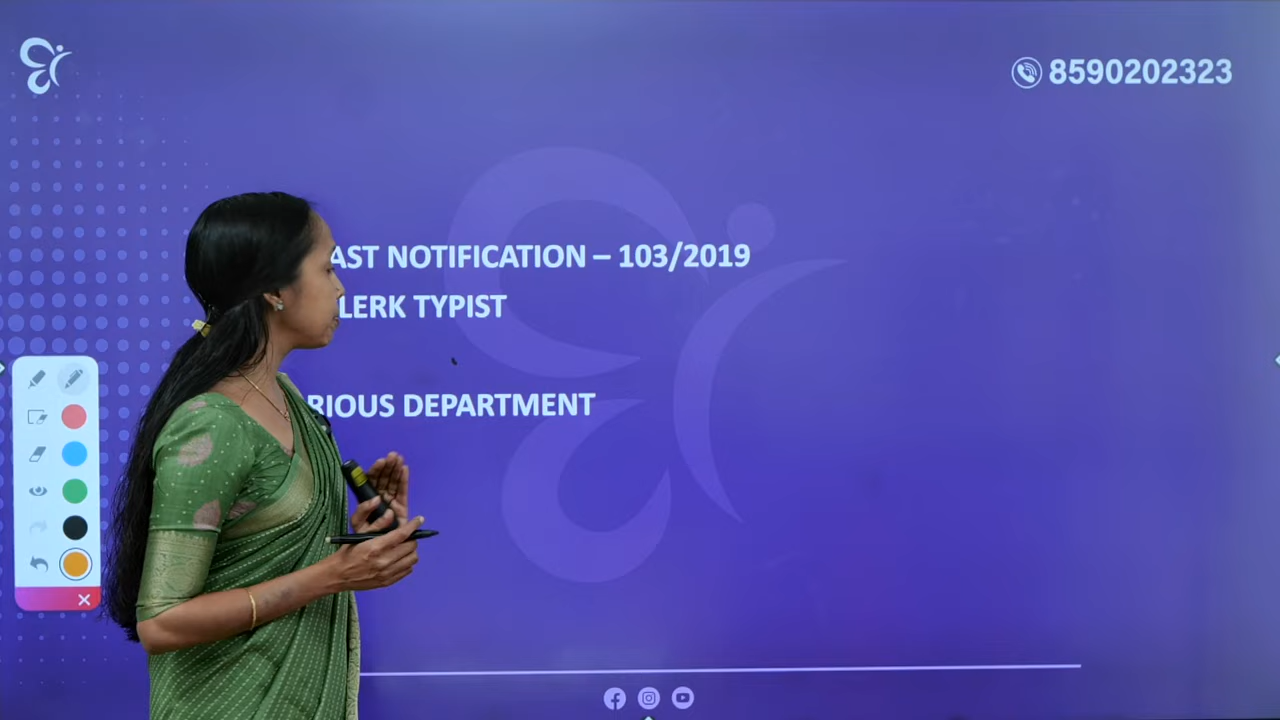 8590202323
AST NOTIFICATION – 103/2019
LERK TYPIST
RIOUS DEPARTMENT